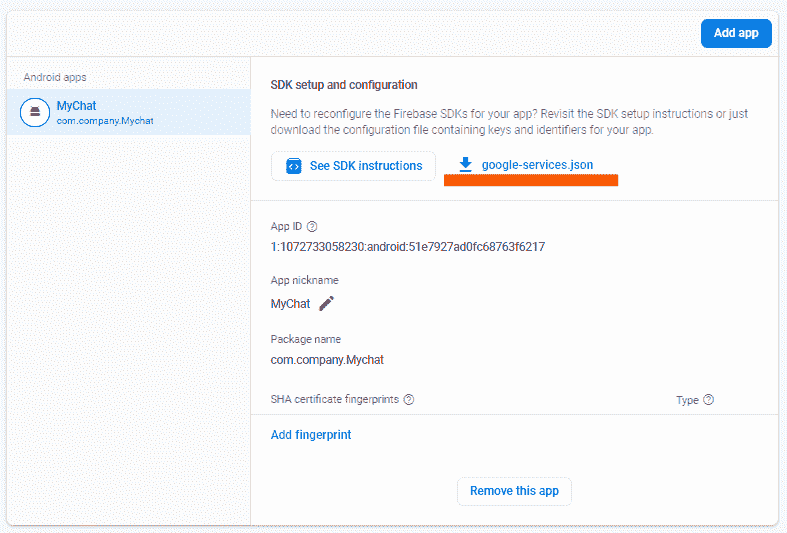 Add app
Android apps
MyChat
com.company.Mychat
SDK setup and configuration
Need to reconfigure the Firebase SDKs for your app? Revisit the SDK setup instructions or just
download the configuration file containing keys and identifiers for your app.
See SDK instructions
google-services.json
App ID
1:1072733058230:android:51e7927ad0fc68763f6217
App nickname
MyChat
Package name
com.company.Mychat
SHA certificate fingerprints
Type
Add fingerprint
Remove this app